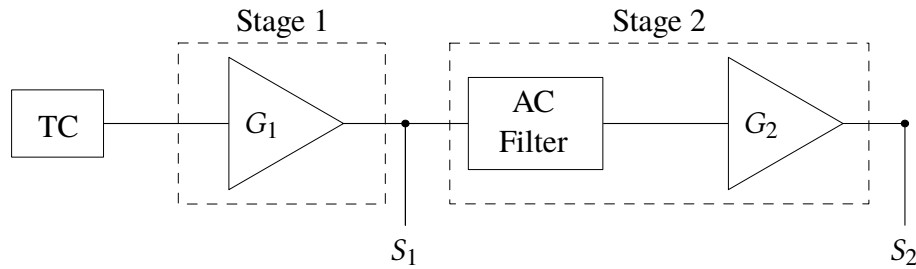 Stage 1
Stage 2
TC
G₁
AC
Filter
G₂
S₁
S₂